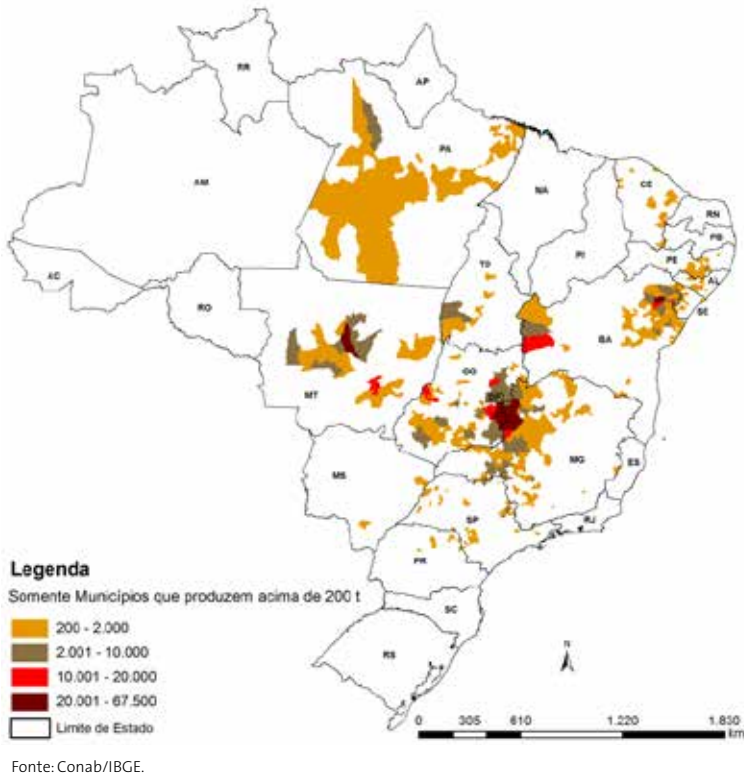 RR
AP
AM
PA
MA
CE
RN
PB
PE
AL
SE
PI
TO
AC
RO
BA
MT
GO
MG
ES
MS
SP
RJ
PR
SC
RS
Legenda
Somente Municípios que produzem acima de 200 t
200 - 2.000
2.001 - 10.000
10.001 - 20.000
20.001 - 67.500
Limite de Estado
N
0 305 610 1.220 1.830
km
Fonte: Conab/IBGE.